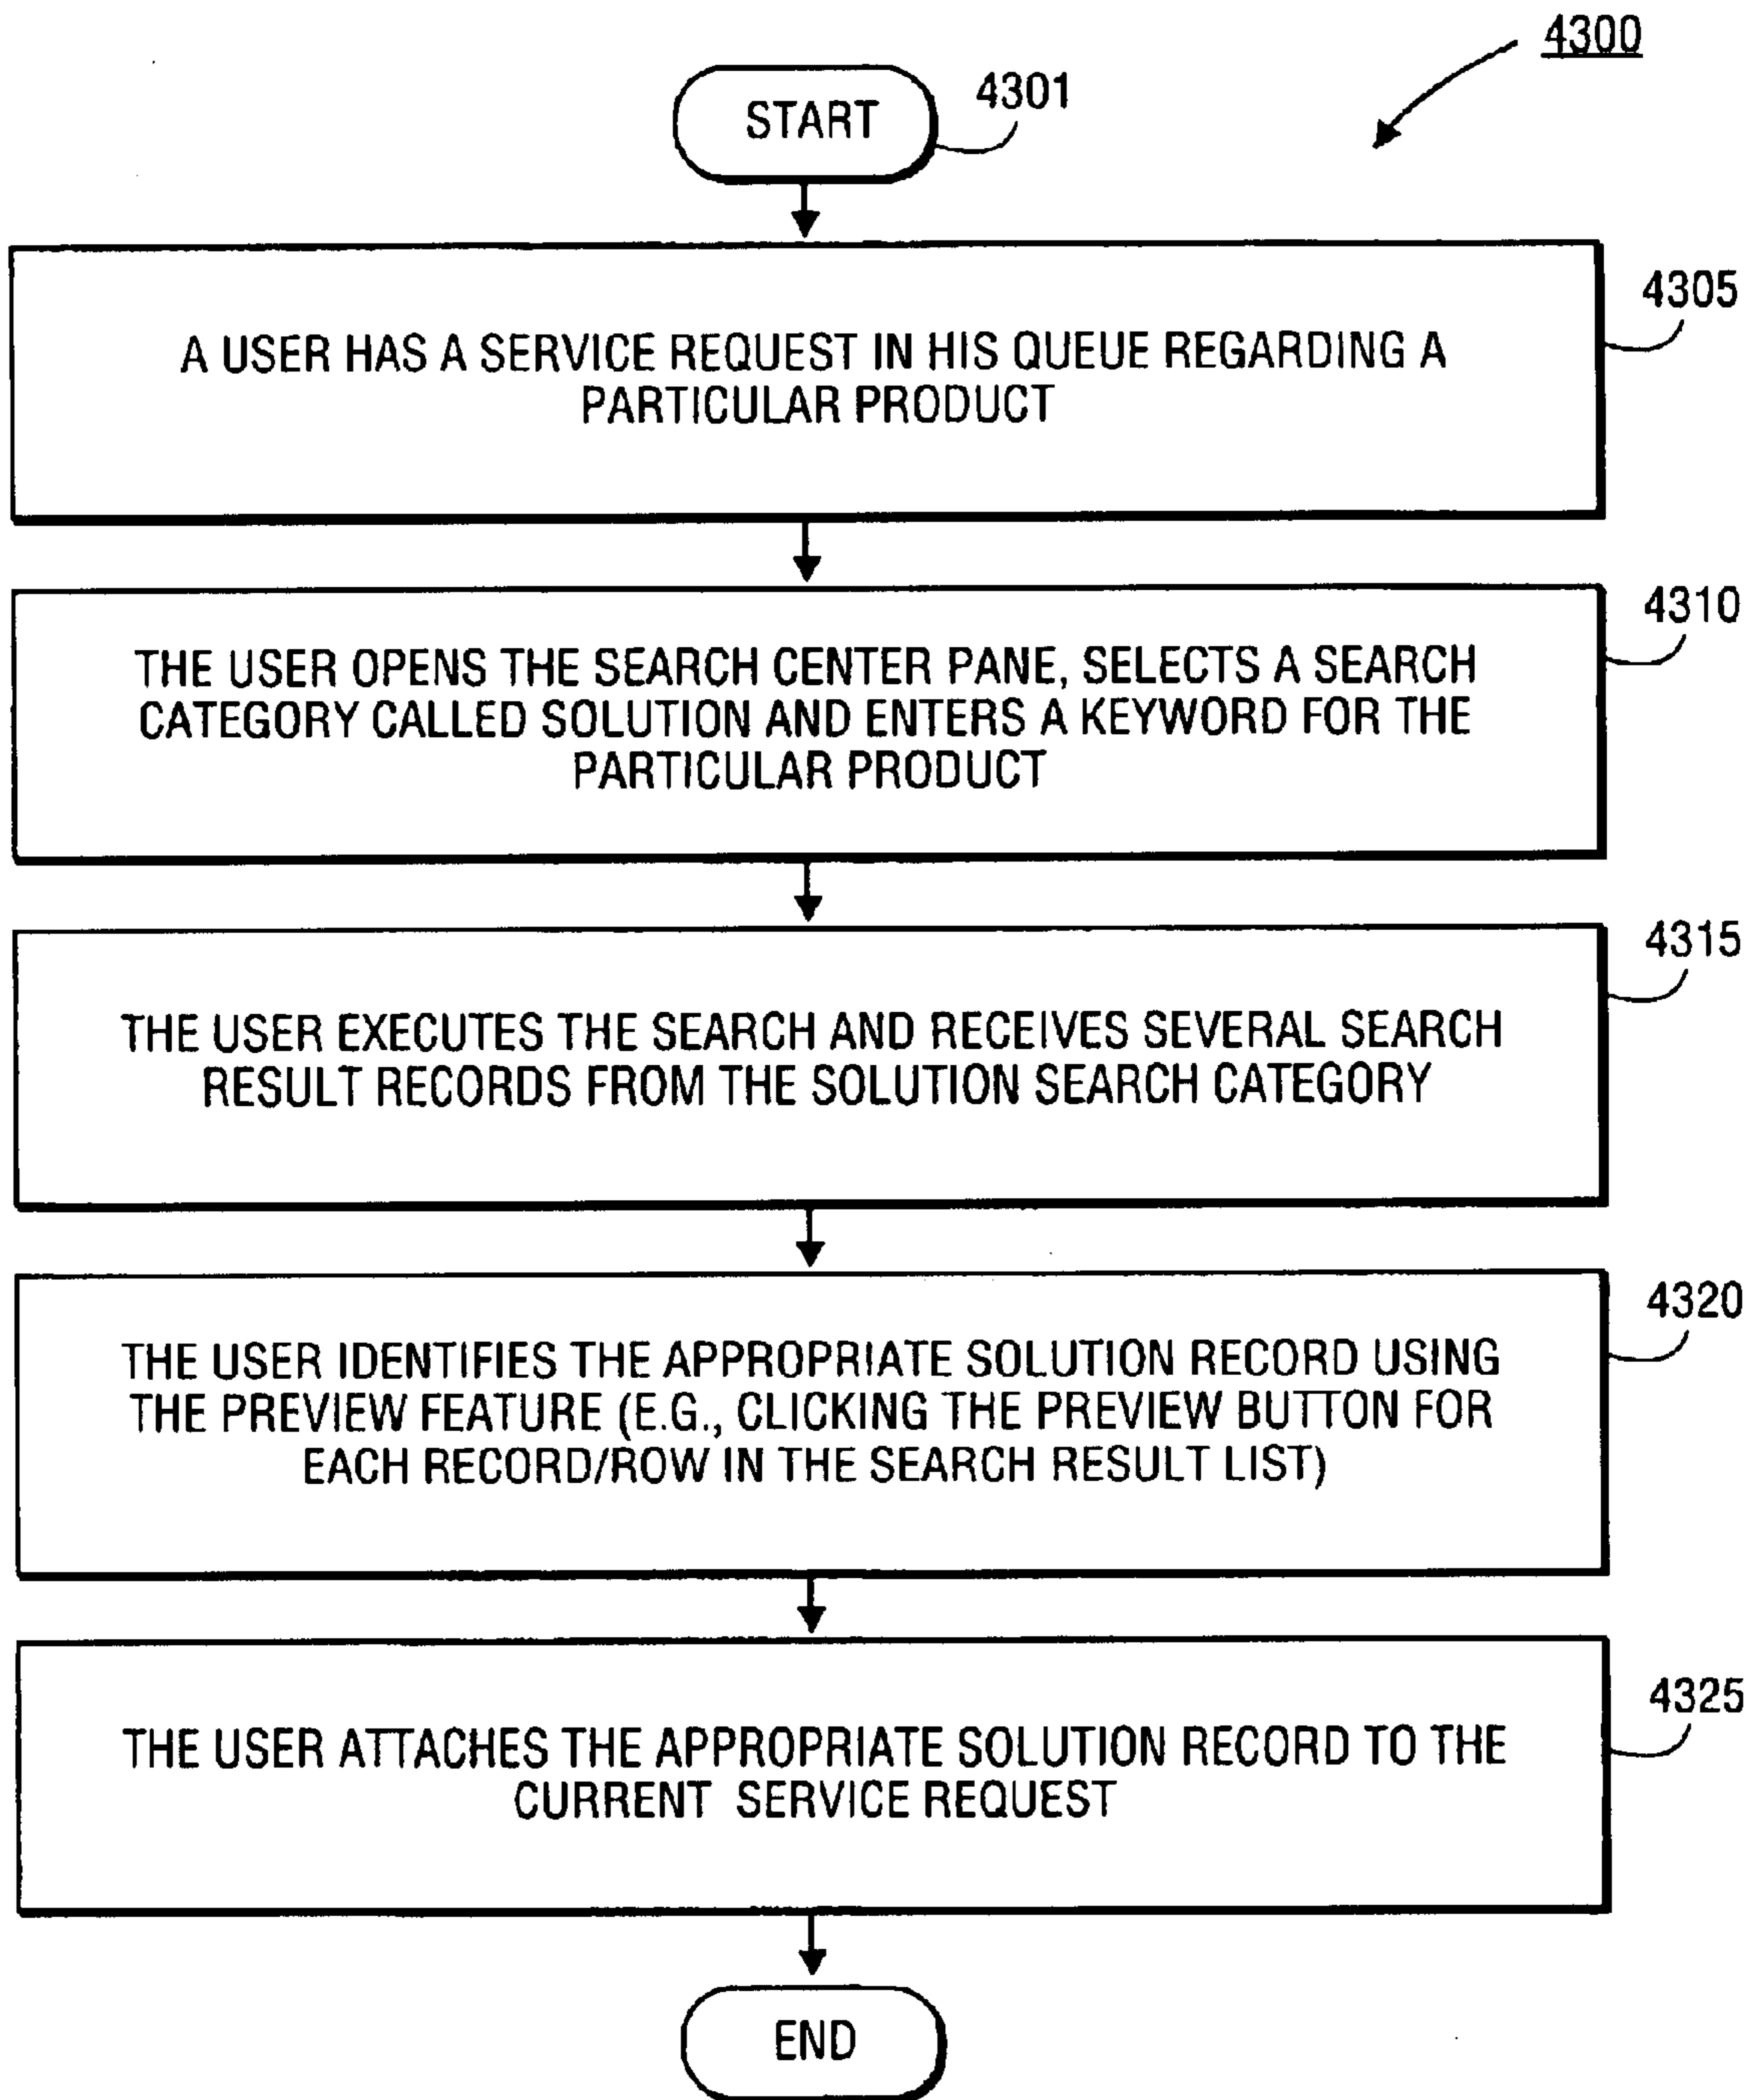 4300
START
4301
A USER HAS A SERVICE REQUEST IN HIS QUEUE REGARDING A
PARTICULAR PRODUCT
4305
THE USER OPENS THE SEARCH CENTER PANE, SELECTS A SEARCH
CATEGORY CALLED SOLUTION AND ENTERS A KEYWORD FOR THE
PARTICULAR PRODUCT
4310
THE USER EXECUTES THE SEARCH AND RECEIVES SEVERAL SEARCH
RESULT RECORDS FROM THE SOLUTION SEARCH CATEGORY
4315
THE USER IDENTIFIES THE APPROPRIATE SOLUTION RECORD USING
THE PREVIEW FEATURE (E.G., CLICKING THE PREVIEW BUTTON FOR
EACH RECORD/ROW IN THE SEARCH RESULT LIST)
4320
THE USER ATTACHES THE APPROPRIATE SOLUTION RECORD TO THE
CURRENT SERVICE REQUEST
4325
END